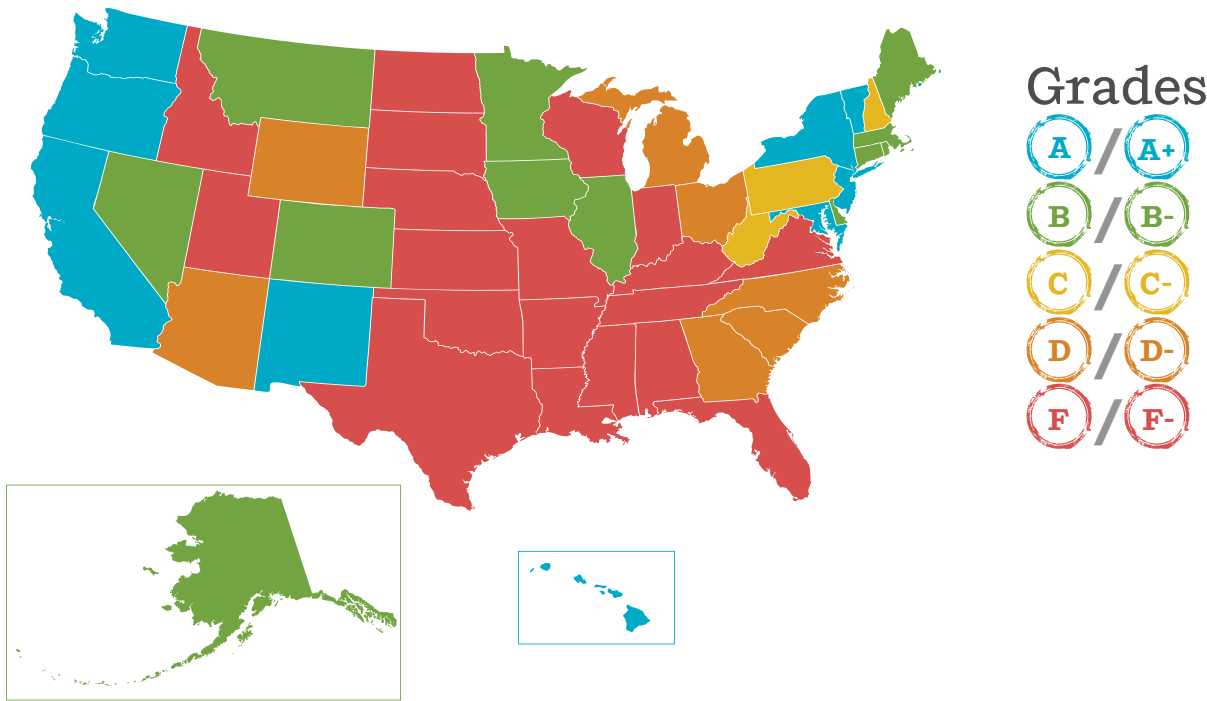 Grades
A / A+
B / B-
C / C-
D / D-
F / F-